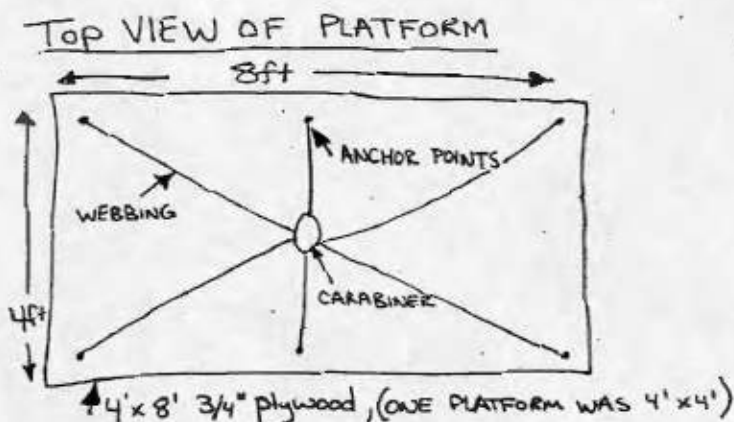 Top VIEW OF PLATFORM
8ft
ANCHOR POINTS
WEBBING
CARABINER
4ft
4'x8' 3/4" plywood, (ONE PLATFORM WAS 4'x4')